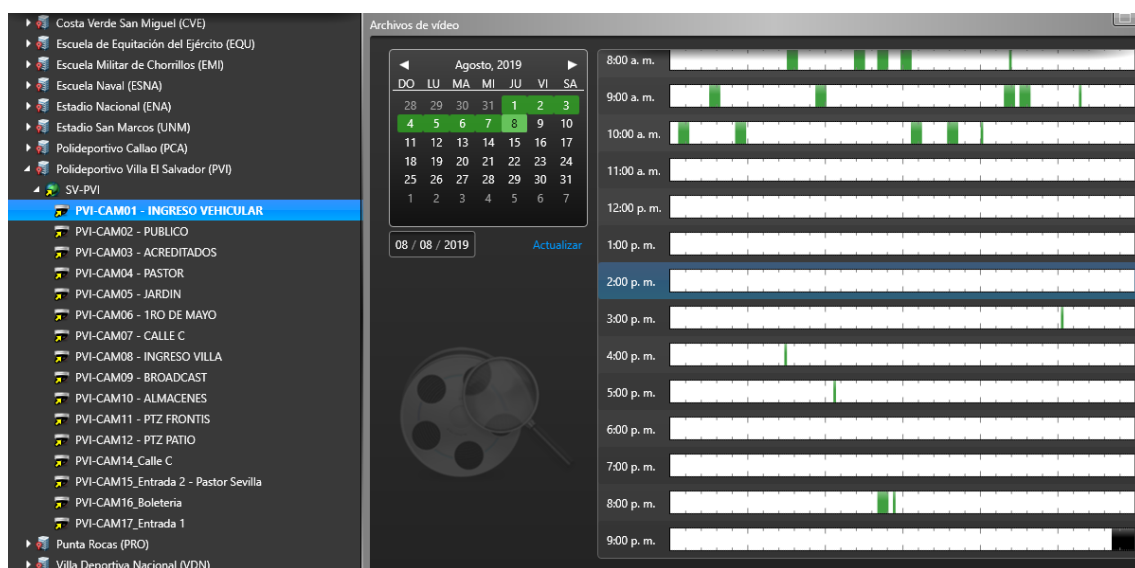 Costa Verde San Miguel (CVE)
Escuela de Equitación del Ejército (EQU)
Escuela Militar de Chorrillos (EMI)
Escuela Naval (ESNA)
Estadio Nacional (ENA)
Estadio San Marcos (UNM)
Polideportivo Callao (PCA)
Polideportivo Villa El Salvador (PVI)
SV-PVI
PVI-CAM01 - INGRESO VEHICULAR
PVI-CAM02 - PUBLICO
PVI-CAM03 - ACREDITADOS
PVI-CAM04 - PASTOR
PVI-CAM05 - JARDIN
PVI-CAM06 - 1RO DE MAYO
PVI-CAM07 - CALLE C
PVI-CAM08 - INGRESO VILLA
PVI-CAM09 - BROADCAST
PVI-CAM10 - ALMACENES
PVI-CAM11 - PTZ FRONTIS
PVI-CAM12 - PTZ PATIO
PVI-CAM14_Calle C
PVI-CAM15_Entrada 2 - Pastor Sevilla
PVI-CAM16_Boleteria
PVI-CAM17_Entrada 1
Punta Rocas (PRO)
Villa Deportiva Nacional (VDN)
Archivos de vídeo
Agosto, 2019
DO LU MA MI JU VI SA
28 29 30 31 1 2 3
4 5 6 7 8 9 10
11 12 13 14 15 16 17
18 19 20 21 22 23 24
25 26 27 28 29 30 31
1 2 3 4 5 6 7
08 / 08 / 2019
Actualizar
8:00 a. m.
9:00 a. m.
10:00 a. m.
11:00 a. m.
12:00 p. m.
1:00 p. m.
2:00 p. m.
3:00 p. m.
4:00 p. m.
5:00 p. m.
6:00 p. m.
7:00 p. m.
8:00 p. m.
9:00 p. m.